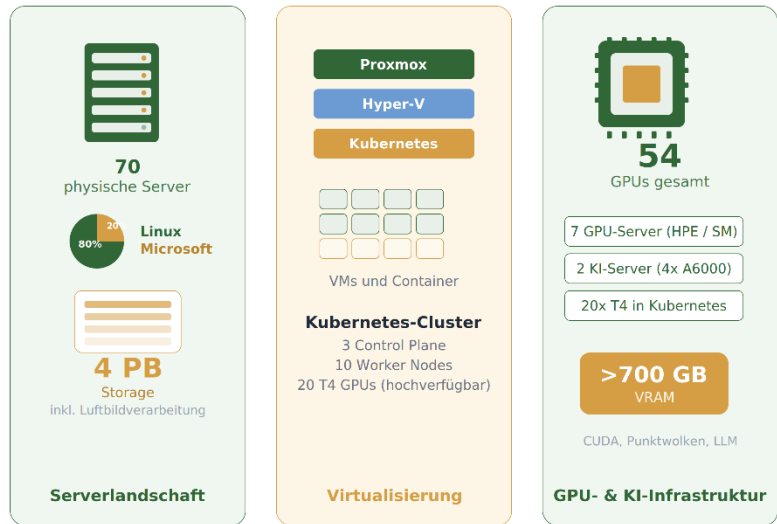 70
physische Server
80%
20
Linux
Microsoft
4 PB
Storage
inkl. Luftbildverarbeitung
Serverlandschaft
Proxmox
Hyper-V
Kubernetes
VMs und Container
Kubernetes-Cluster
3 Control Plane
10 Worker Nodes
20 T4 GPUs (hochverfügbar)
Virtualisierung
54
GPUs gesamt
7 GPU-Server (HPE / SM)
2 KI-Server (4x A6000)
20x T4 in Kubernetes
>700 GB
VRAM
CUDA, Punktwolken, LLM
GPU- & KI-Infrastruktur